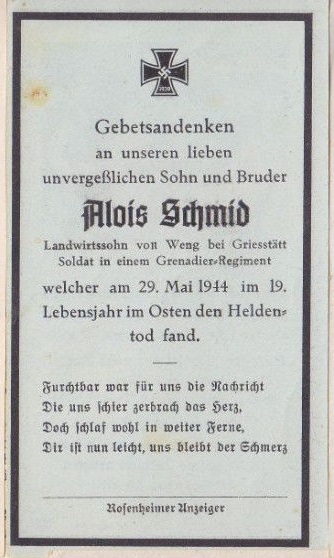 1939
Gebetsandenken
an unseren lieben
unvergeßlichen Sohn und Bruder
Alois Schmid
Landwirtssohn von Weng bei Griesstätt
Soldat in einem Grenadier-Regiment
welcher am 29. Mai 1944 im 19.
Lebensjahr im Osten den Helden-
tod fand.
Furchtbar war für uns die Nachricht
Die uns schier zerbrach das Herz,
Doch schlaf wohl in weiter Ferne,
Dir ist nun leicht, uns bleibt der Schmerz
Rosenheimer Anzeiger